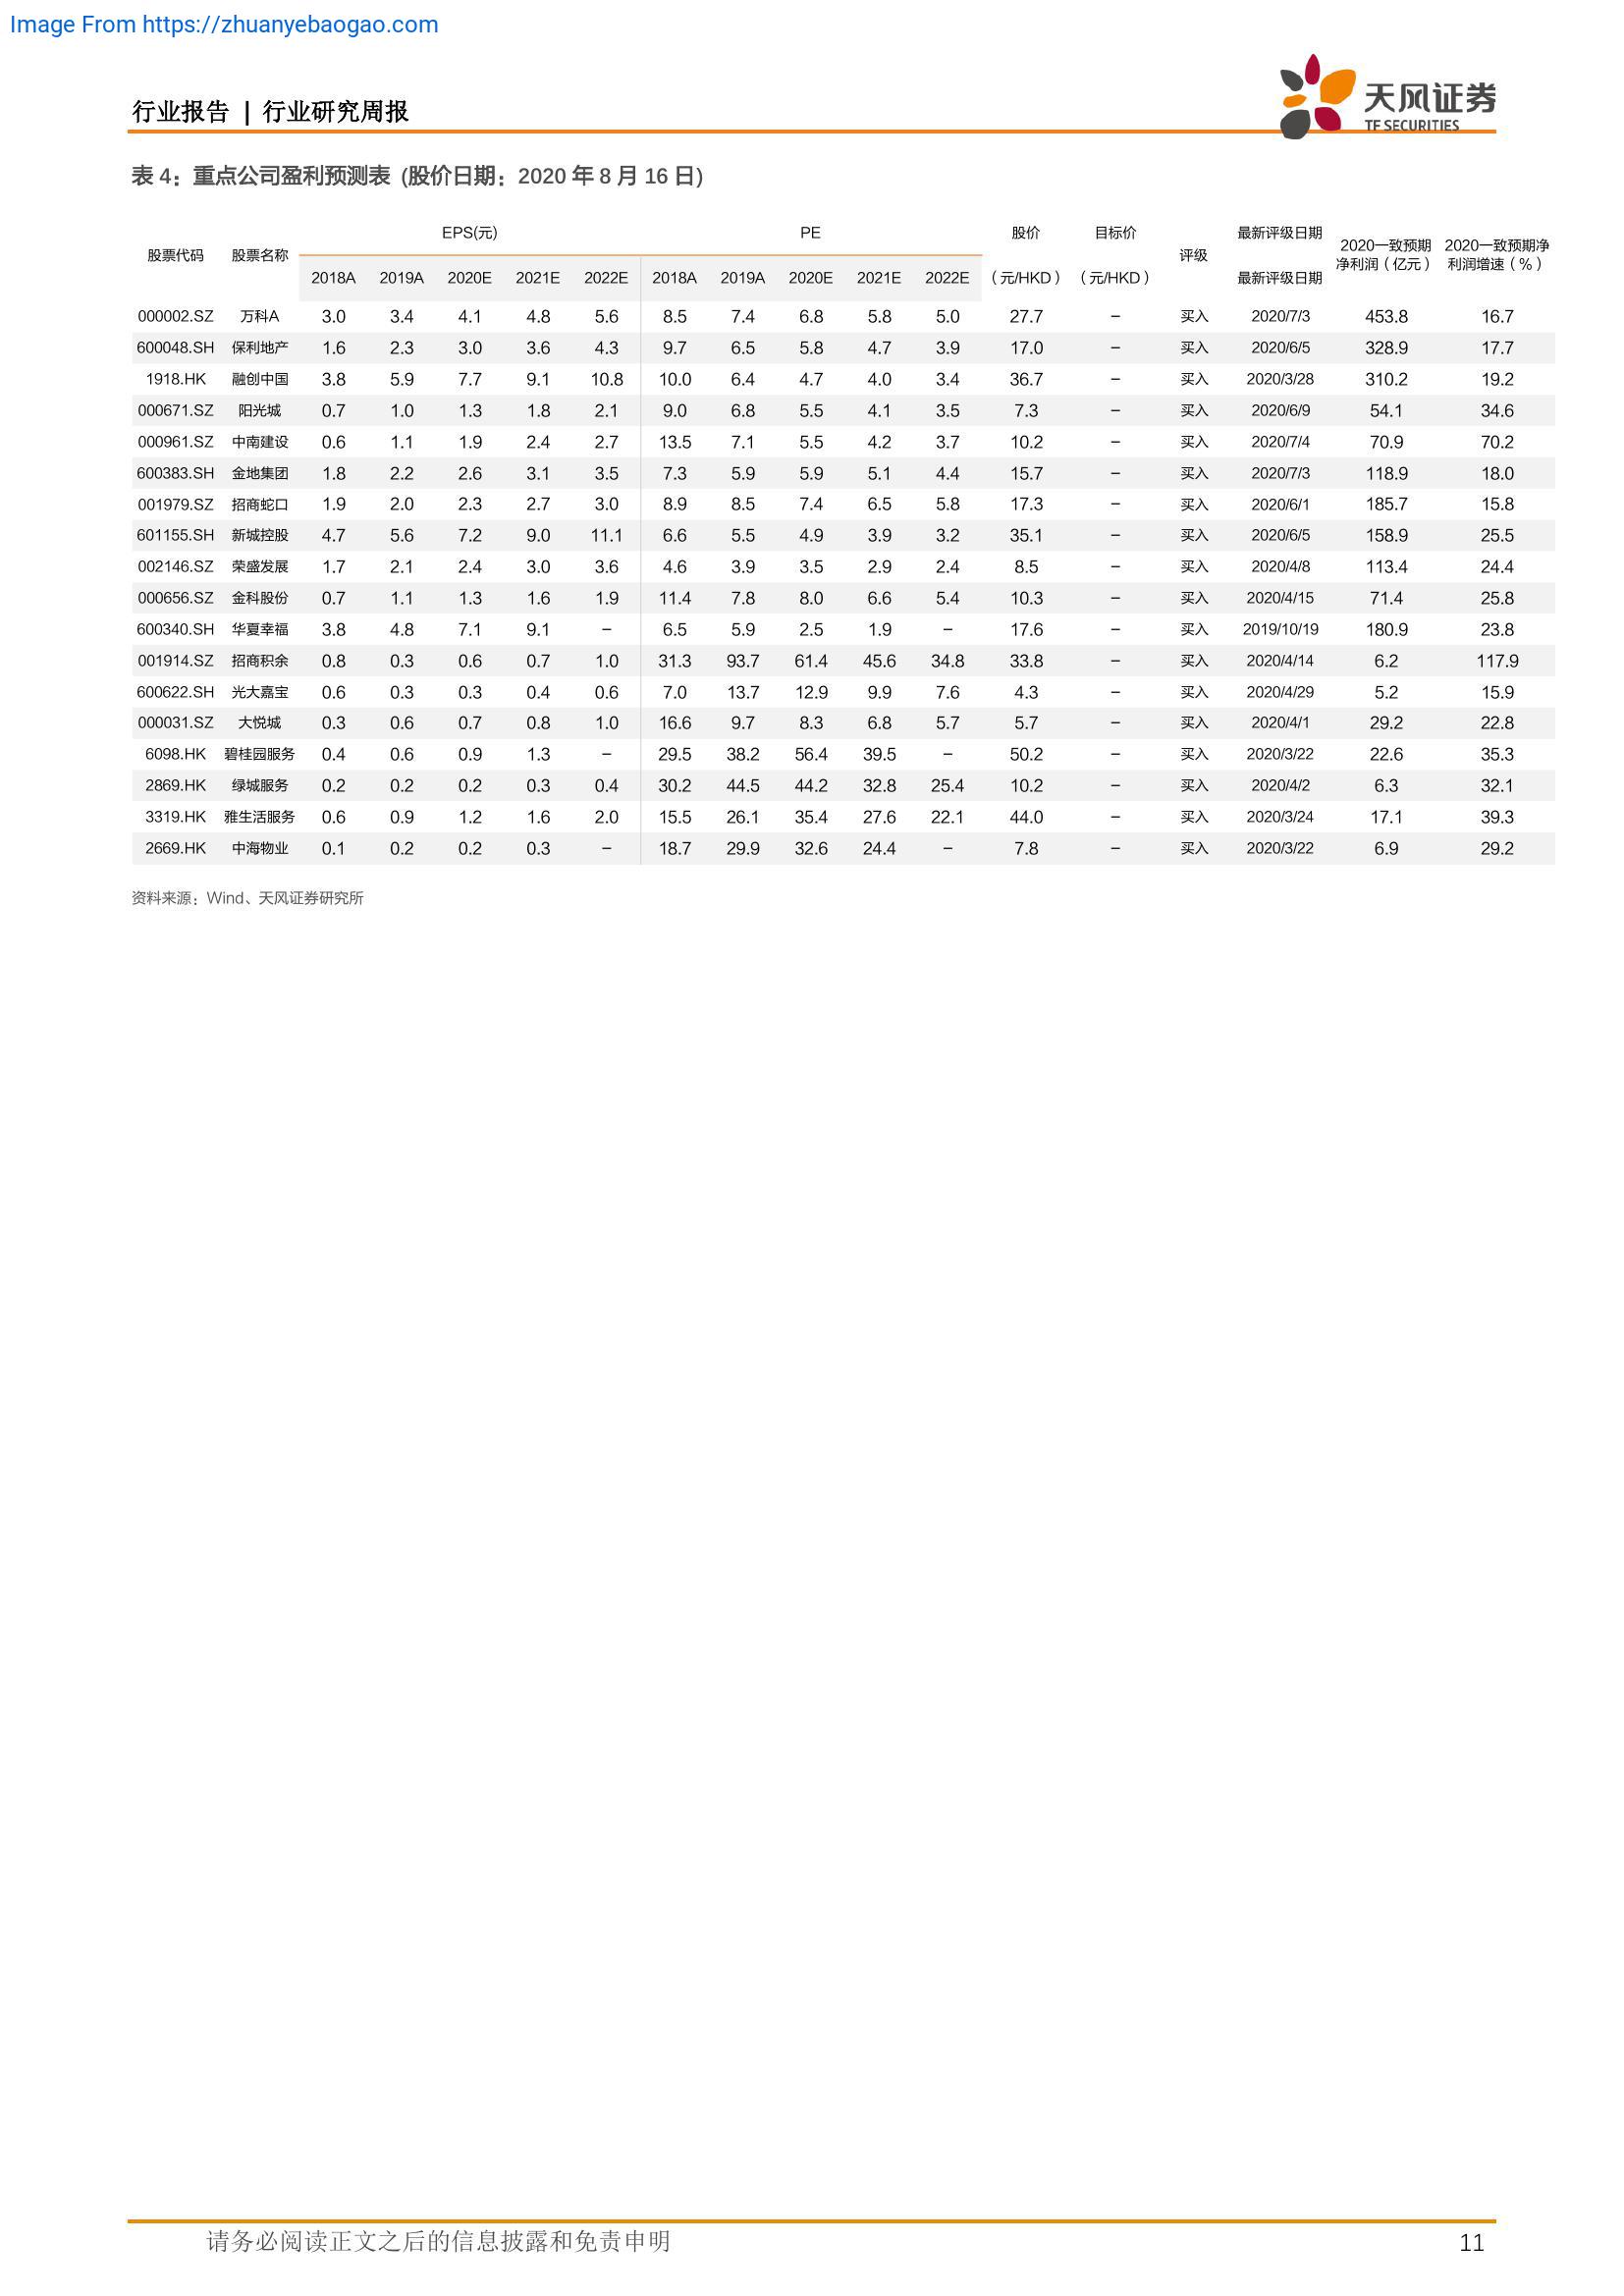 Image From https://zhuanyebaogao.com
行业报告 | 行业研究周报
天风证券
TF SECURITIES
表 4：重点公司盈利预测表 (股价日期：2020 年 8 月 16 日)
股票代码 股票名称 EPS(元) PE 股价 目标价 评级 最新评级日期 2020一致预期 2020一致预期净
净利润（亿元） 利润增速（%）
2018A 2019A 2020E 2021E 2022E 2018A 2019A 2020E 2021E 2022E （元/HKD） （元/HKD） 最新评级日期
000002.SZ 万科A 3.0 3.4 4.1 4.8 5.6 8.5 7.4 6.8 5.8 5.0 27.7 – 买入 2020/7/3 453.8 16.7
600048.SH 保利地产 1.6 2.3 3.0 3.6 4.3 9.7 6.5 5.8 4.7 3.9 17.0 – 买入 2020/6/5 328.9 17.7
1918.HK 融创中国 3.8 5.9 7.7 9.1 10.8 10.0 6.4 4.7 4.0 3.4 36.7 – 买入 2020/3/28 310.2 19.2
000671.SZ 阳光城 0.7 1.0 1.3 1.8 2.1 9.0 6.8 5.5 4.1 3.5 7.3 – 买入 2020/6/9 54.1 34.6
000961.SZ 中南建设 0.6 1.1 1.9 2.4 2.7 13.5 7.1 5.5 4.2 3.7 10.2 – 买入 2020/7/4 70.9 70.2
600383.SH 金地集团 1.8 2.2 2.6 3.1 3.5 7.3 5.9 5.9 5.1 4.4 15.7 – 买入 2020/7/3 118.9 18.0
001979.SZ 招商蛇口 1.9 2.0 2.3 2.7 3.0 8.9 8.5 7.4 6.5 5.8 17.3 – 买入 2020/6/1 185.7 15.8
601155.SH 新城控股 4.7 5.6 7.2 9.0 11.1 6.6 5.5 4.9 3.9 3.2 35.1 – 买入 2020/6/5 158.9 25.5
002146.SZ 荣盛发展 1.7 2.1 2.4 3.0 3.6 4.6 3.9 3.5 2.9 2.4 8.5 – 买入 2020/4/8 113.4 24.4
000656.SZ 金科股份 0.7 1.1 1.3 1.6 1.9 11.4 7.8 8.0 6.6 5.4 10.3 – 买入 2020/4/15 71.4 25.8
600340.SH 华夏幸福 3.8 4.8 7.1 9.1 – 6.5 5.9 2.5 1.9 – 17.6 – 买入 2019/10/19 180.9 23.8
001914.SZ 招商积余 0.8 0.3 0.6 0.7 1.0 31.3 93.7 61.4 45.6 34.8 33.8 – 买入 2020/4/14 6.2 117.9
600622.SH 光大嘉宝 0.6 0.3 0.3 0.4 0.6 7.0 13.7 12.9 9.9 7.6 4.3 – 买入 2020/4/29 5.2 15.9
000031.SZ 大悦城 0.3 0.6 0.7 0.8 1.0 16.6 9.7 8.3 6.8 5.7 5.7 – 买入 2020/4/1 29.2 22.8
6098.HK 碧桂园服务 0.4 0.6 0.9 1.3 – 29.5 38.2 56.4 39.5 – 50.2 – 买入 2020/3/22 22.6 35.3
2869.HK 绿城服务 0.2 0.2 0.2 0.3 0.4 30.2 44.5 44.2 32.8 25.4 10.2 – 买入 2020/4/2 6.3 32.1
3319.HK 雅生活服务 0.6 0.9 1.2 1.6 2.0 15.5 26.1 35.4 27.6 22.1 44.0 – 买入 2020/3/24 17.1 39.3
2669.HK 中海物业 0.1 0.2 0.2 0.3 – 18.7 29.9 32.6 24.4 – 7.8 – 买入 2020/3/22 6.9 29.2
资料来源：Wind、天风证券研究所
请务必阅读正文之后的信息披露和免责申明 11